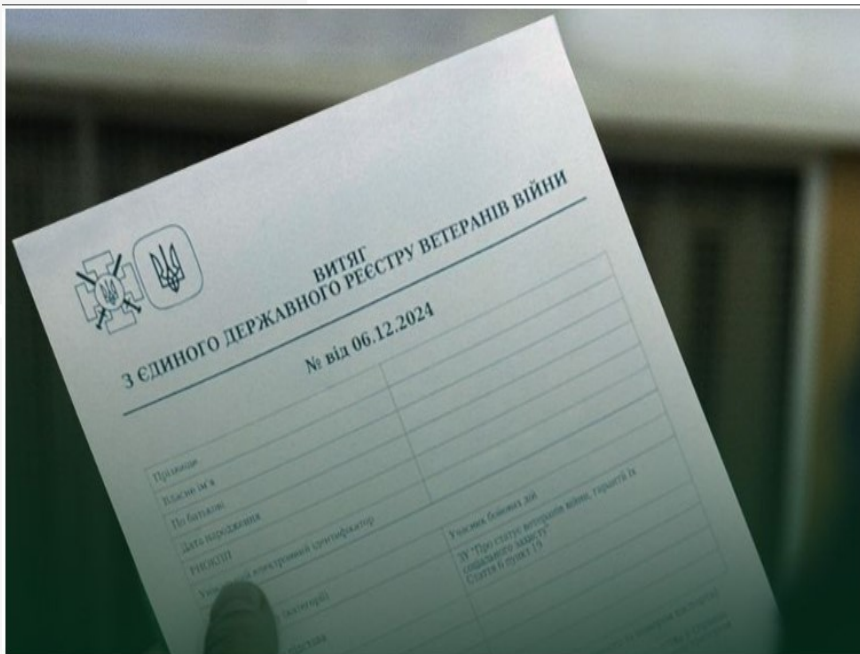 ВИТЯГ
З ЄДИНОГО ДЕРЖАВНОГО РЕЄСТРУ ВЕТЕРАНІВ ВІЙНИ
№ від 06.12.2024
Прізвище
Власне ім'я
По батькові
Дата народження
РНОКПП
електронний ідентифікатор
(категорії)
Учасник бойових дій
ЗУ "Про статус ветеранів війни, гарантії їх
соціального захисту"
Стаття 6 пункт 19